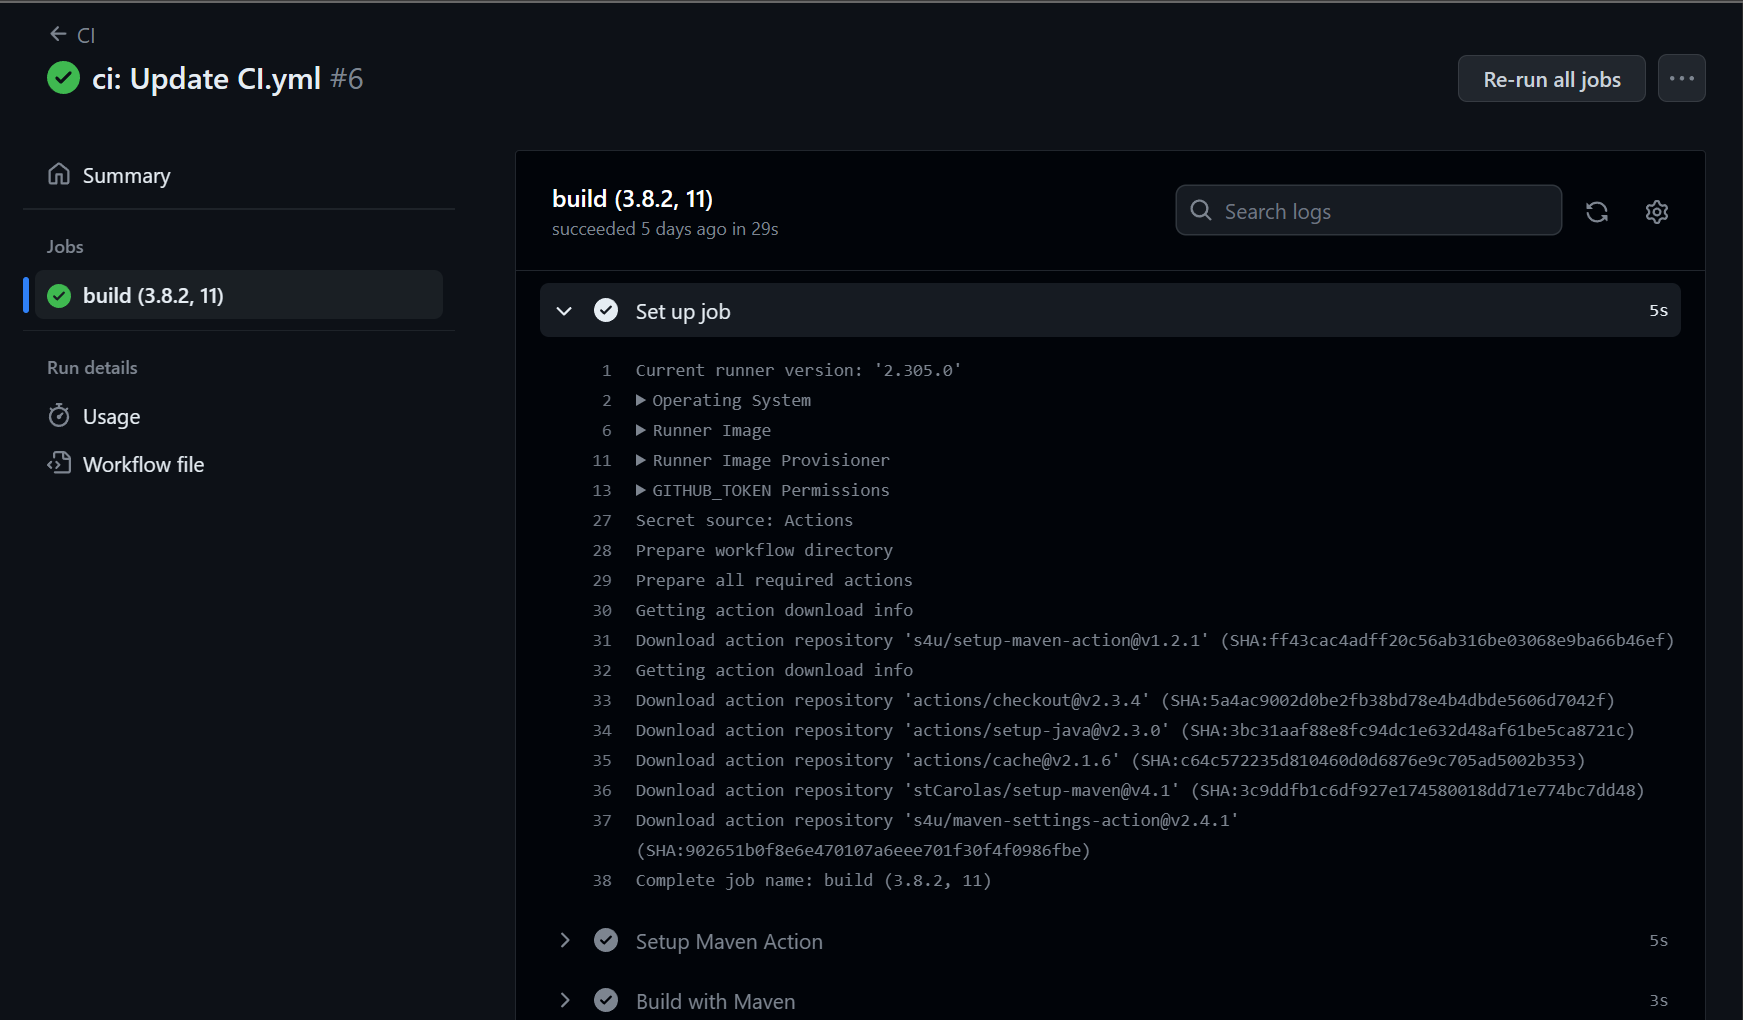 CI
ci: Update CI.yml #6
Re-run all jobs
Summary
Jobs
build (3.8.2, 11)
Run details
Usage
Workflow file
build (3.8.2, 11)
succeeded 5 days ago in 29s
Search logs
Set up job 5s
1 Current runner version: '2.305.0'
2 Operating System
6 Runner Image
11 Runner Image Provisioner
13 GITHUB_TOKEN Permissions
27 Secret source: Actions
28 Prepare workflow directory
29 Prepare all required actions
30 Getting action download info
31 Download action repository 's4u/setup-maven-action@v1.2.1' (SHA:ff43cac4adff20c56ab316be03068e9ba66b46ef)
32 Getting action download info
33 Download action repository 'actions/checkout@v2.3.4' (SHA:5a4ac9002d0be2fb38bd78e4b4dbde5606d7042f)
34 Download action repository 'actions/setup-java@v2.3.0' (SHA:3bc31aaf88e8fc94dc1e632d48af61be5ca8721c)
35 Download action repository 'actions/cache@v2.1.6' (SHA:c64c572235d810460d0d6876e9c705ad5002b353)
36 Download action repository 'stCarolas/setup-maven@v4.1' (SHA:3c9ddfb1c6df927e174580018dd71e774bc7dd48)
37 Download action repository 's4u/maven-settings-action@v2.4.1'
(SHA:902651b0f8e6e470107a6eee701f30f4f0986fbe)
38 Complete job name: build (3.8.2, 11)
Setup Maven Action 5s
Build with Maven 3s